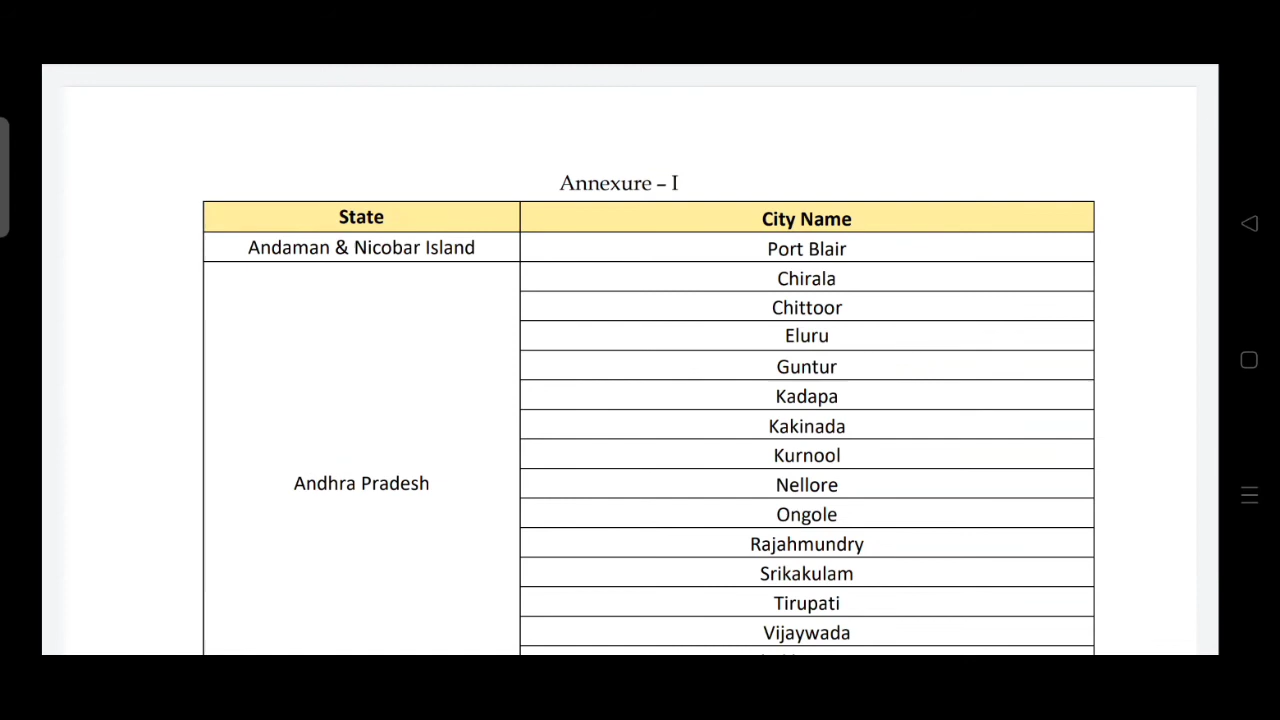 Annexure – I
State City Name
Andaman & Nicobar Island Port Blair
Chirala
Chittoor
Eluru
Guntur
Kadapa
Kakinada
Kurnool
Andhra Pradesh Nellore
Ongole
Rajahmundry
Srikakulam
Tirupati
Vijaywada